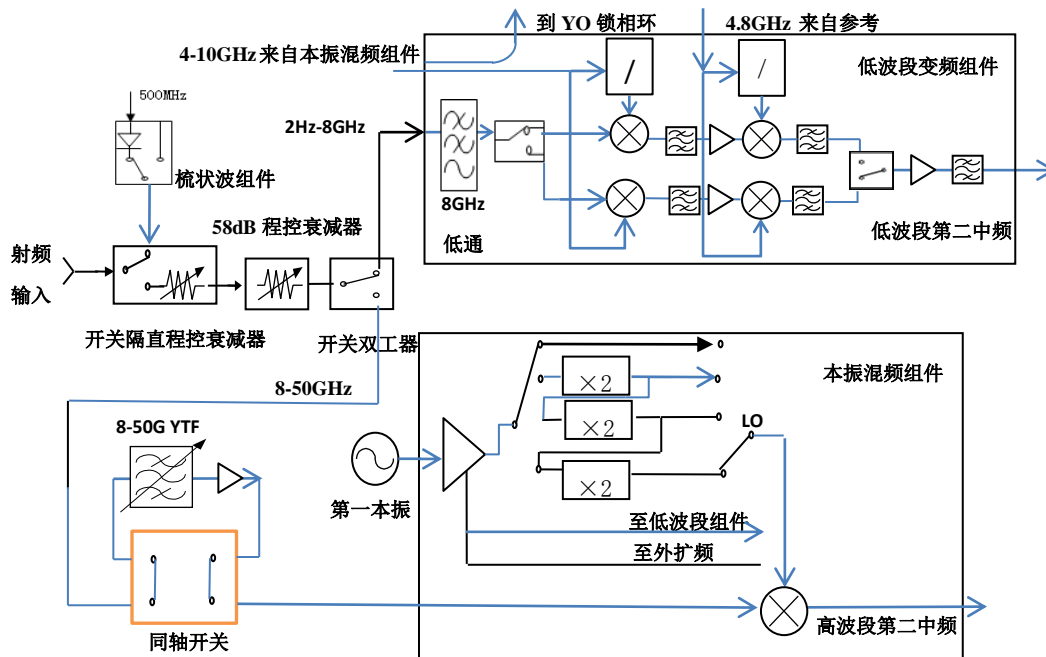 到 YO 锁相环
4.8GHz 来自参考
4-10GHz 来自本振混频组件
低波段变频组件
/
/
500MHz
2Hz-8GHz
梳状波组件
8GHz
低通
58dB 程控衰减器
低波段第二中频
射频
输入
开关隔直程控衰减器
开关双工器
8-50GHz
本振混频组件
×2
×2
×2
LO
8-50G YTF
第一本振
至低波段组件
至外扩频
同轴开关
高波段第二中频